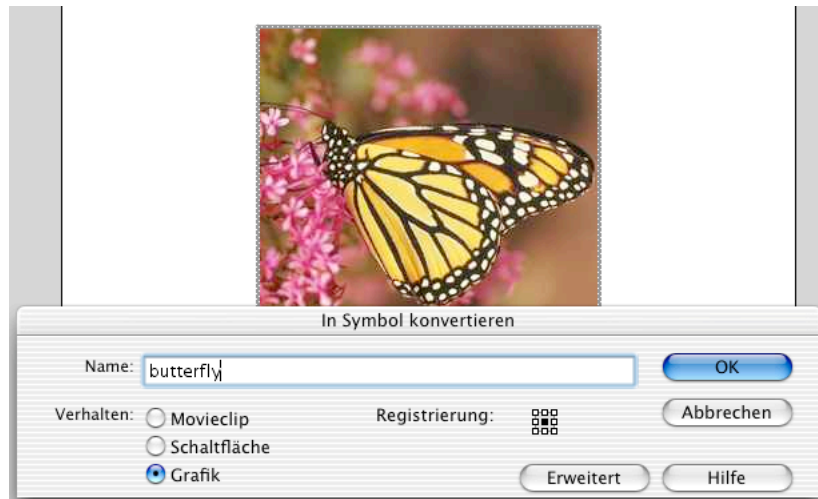 In Symbol konvertieren
Name: butterfly OK
Verhalten: Movieclip Registrierung: Abbrechen
Schaltfläche
Grafik Erweitert Hilfe